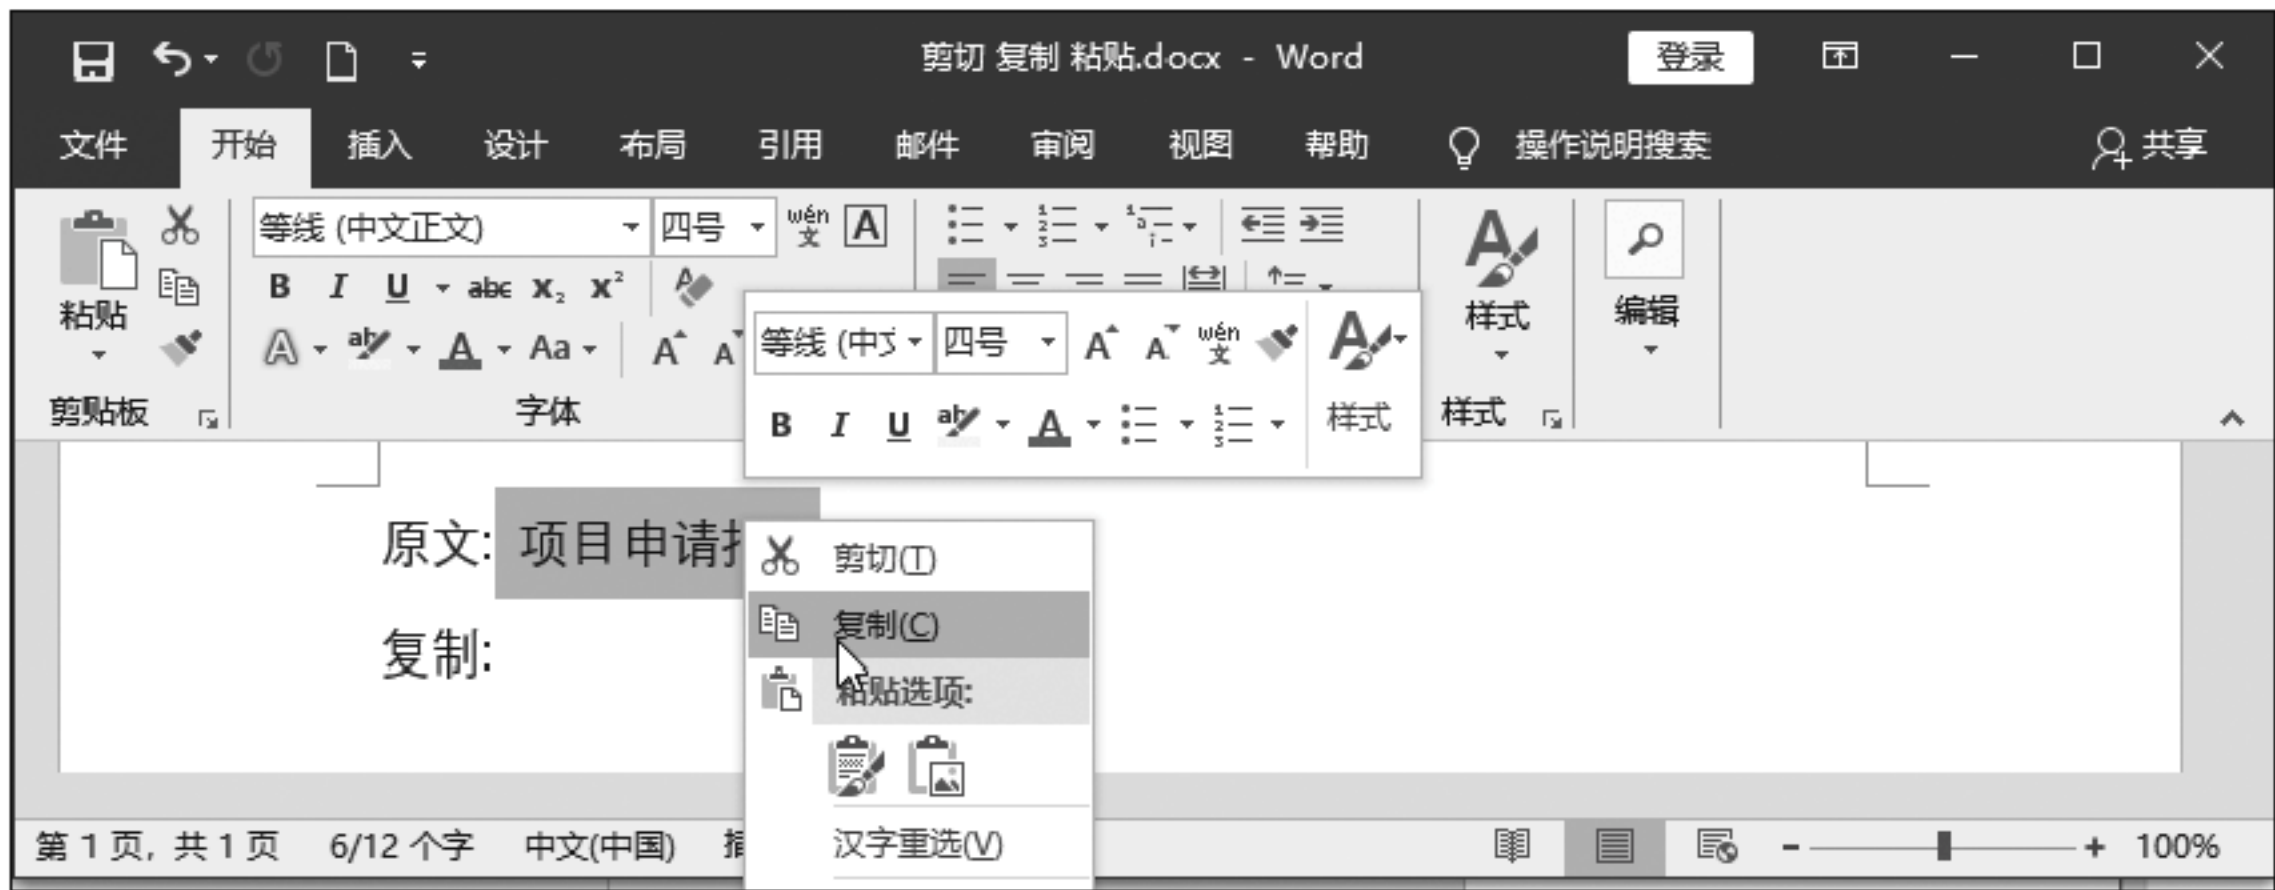 剪切 复制 粘贴.docx - Word 登录
文件 开始 插入 设计 布局 引用 邮件 审阅 视图 帮助 操作说明搜索 共享
等线 (中文正文) 四号 wén 文 A
粘贴 B I U abc x₂ x² A 样式 编辑
A ab A Aa A A
剪贴板 字体 样式
等线 (中文 四号 A A wén 文 A
B I U ab A 样式
原文: 项目申请
复制:
剪切(T)
复制(C)
粘贴选项:
汉字重选(V)
第 1 页, 共 1 页 6/12 个字 中文(中国) 100%